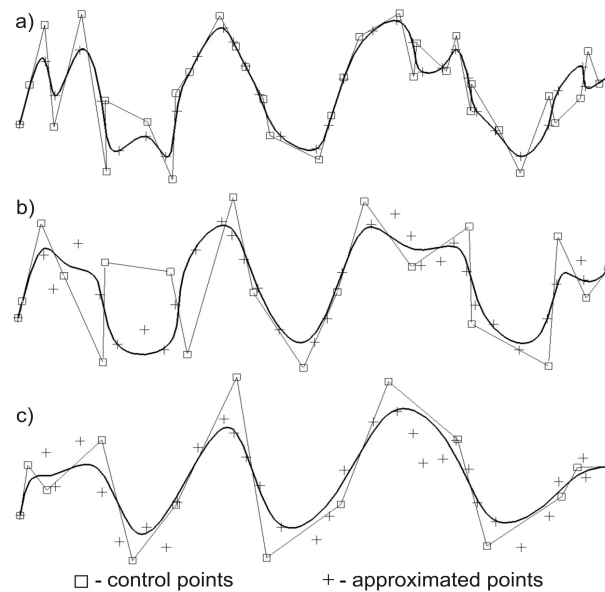 a)
b)
c)
- control points
- approximated points